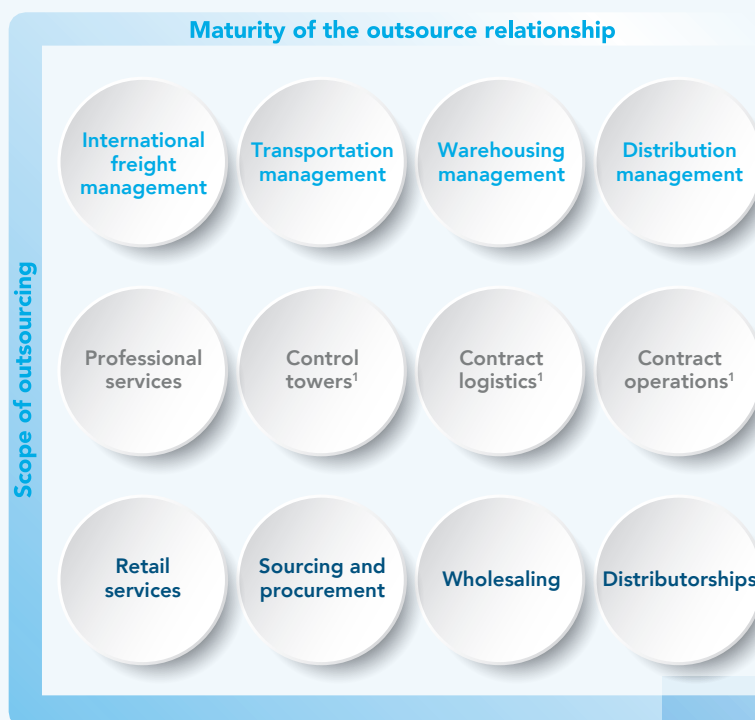 Maturity of the outsource relationship
Scope of outsourcing
International
freight
management
Transportation
management
Warehousing
management
Distribution
management
Professional
services
Control
towers¹
Contract
logistics¹
Contract
operations¹
Retail
services
Sourcing and
procurement
Wholesaling
Distributorships